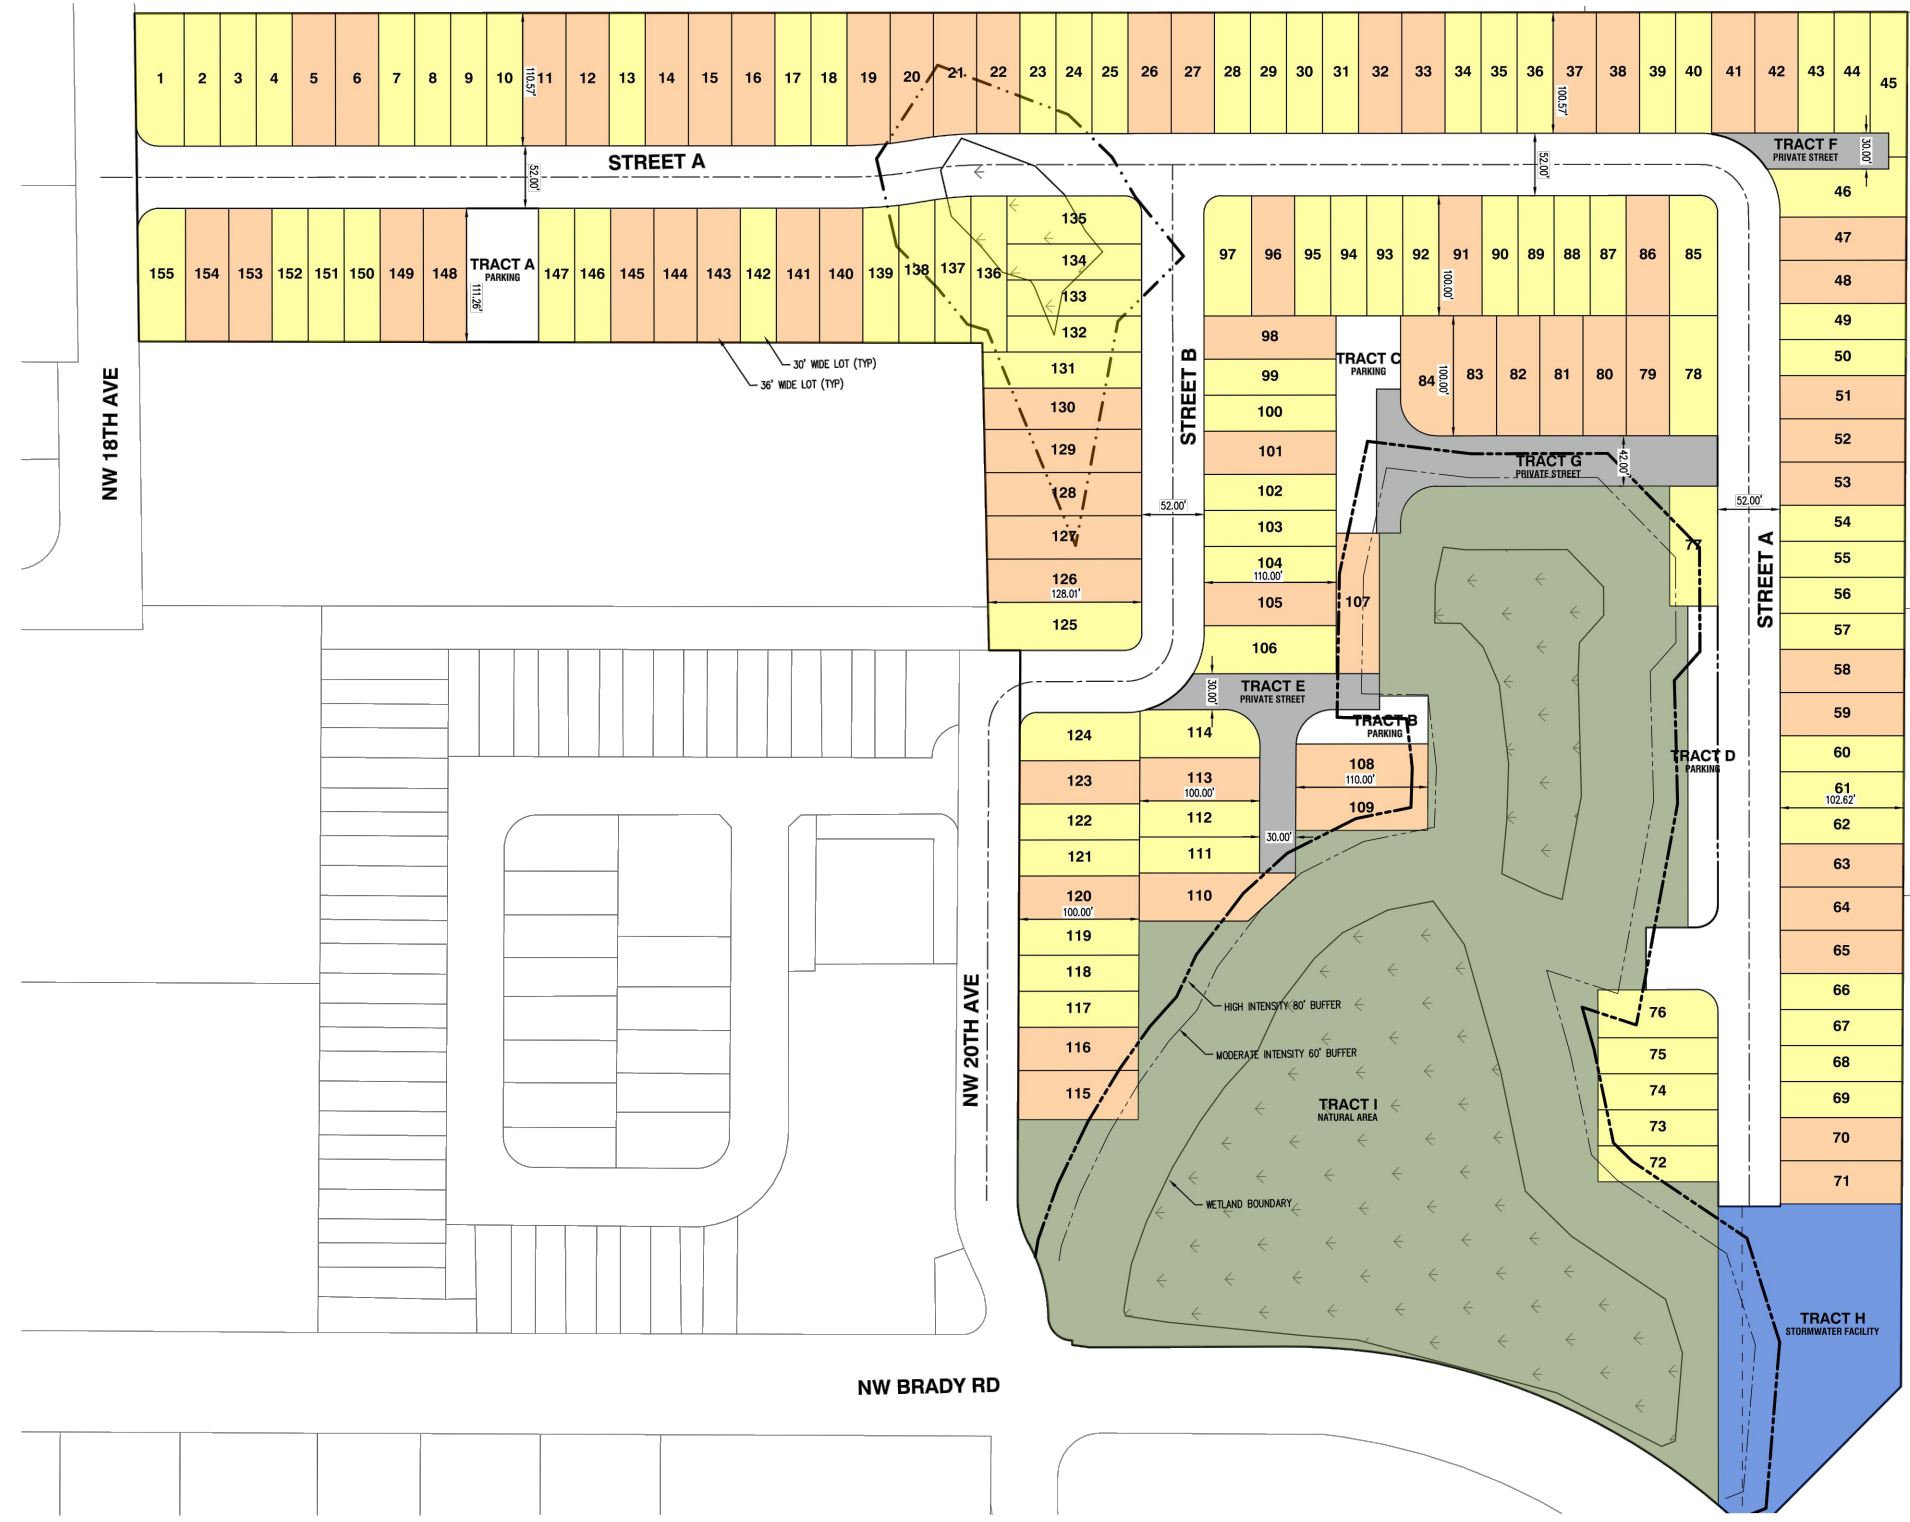 1 2 3 4 5 6 7 8 9 10 11 12 13 14 15 16 17 18 19 20 21 22 23 24 25 26 27 28 29 30 31 32 33 34 35 36 37 38 39 40 41 42 43 44 45
110.57'
100.57'
STREET A
52.00'
52.00'
TRACT F
PRIVATE STREET
30.00'
155 154 153 152 151 150 149 148
TRACT A
PARKING
111.26'
147 146 145 144 143 142 141 140 139 138 137 136
135
134
133
132
131
130
129
128
127
126
128.01'
125
30' WIDE LOT (TYP)
36' WIDE LOT (TYP)
NW 18TH AVE
STREET B
52.00'
97 96 95 94 93 92 91 90 89 88 87 86 85
100.00'
98
99
100
101
102
103
104
110.00'
105
106
107
TRACT C
PARKING
84 83 82 81 80 79 78
100.00'
TRACT G
PRIVATE STREET
42.00'
77
52.00'
STREET A
46
47
48
49
50
51
52
53
54
55
56
57
58
59
60
61
102.62'
62
63
64
65
66
67
68
69
70
71
TRACT E
PRIVATE STREET
30.00'
TRACT B
PARKING
108
110.00'
109
30.00'
114
113
100.00'
112
111
110
124
123
122
121
120
100.00'
119
118
117
116
115
TRACT D
PARKING
76
75
74
73
72
NW 20TH AVE
HIGH INTENSITY 80' BUFFER
MODERATE INTENSITY 60' BUFFER
TRACT I
NATURAL AREA
WETLAND BOUNDARY
TRACT H
STORMWATER FACILITY
NW BRADY RD